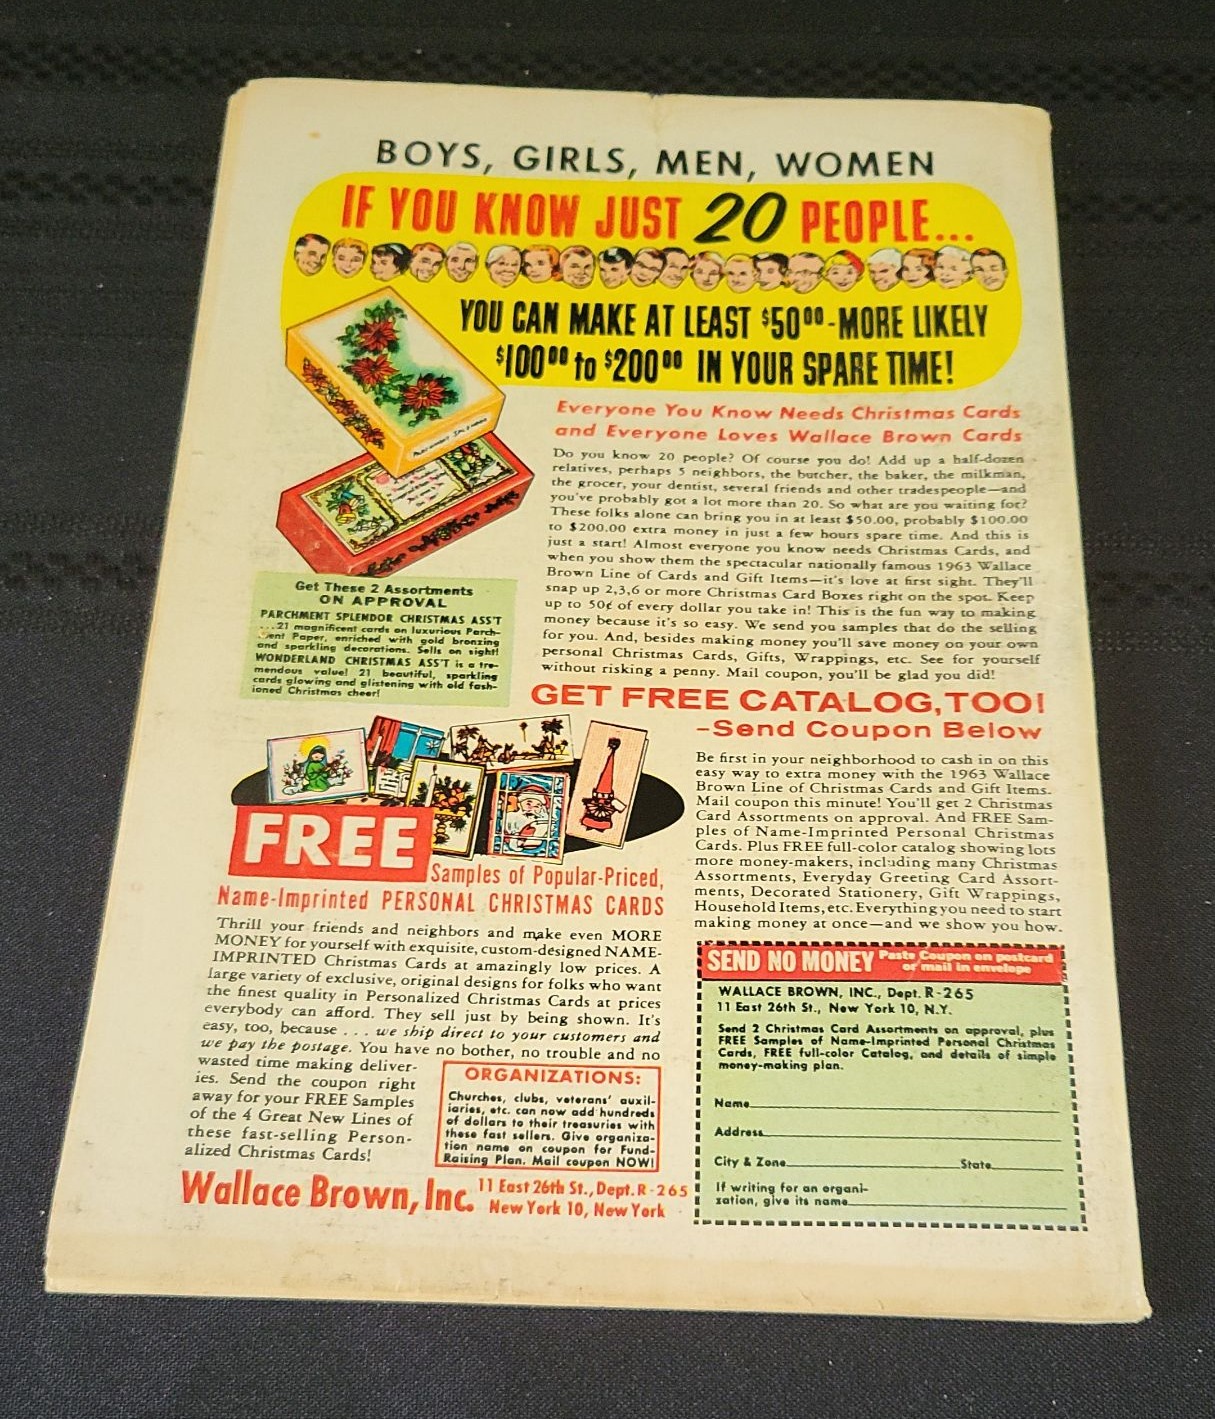 BOYS, GIRLS, MEN, WOMEN
IF YOU KNOW JUST 20 PEOPLE...
YOU CAN MAKE AT LEAST $50⁰⁰-MORE LIKELY
$100⁰⁰ to $200⁰⁰ IN YOUR SPARE TIME!
PARCHMENT SPLENDOR
Everyone You Know Needs Christmas Cards
and Everyone Loves Wallace Brown Cards
Do you know 20 people? Of course you do! Add up a half-dozen
relatives, perhaps 5 neighbors, the butcher, the baker, the milkman,
the grocer, your dentist, several friends and other tradespeople—and
you've probably got a lot more than 20. So what are you waiting for?
These folks alone can bring you in at least $50.00, probably $100.00
to $200.00 extra money in just a few hours spare time. And this is
just a start! Almost everyone you know needs Christmas Cards, and
when you show them the spectacular nationally famous 1963 Wallace
Brown Line of Cards and Gift Items—it's love at first sight. They'll
snap up 2,3,6 or more Christmas Card Boxes right on the spot. Keep
up to 50¢ of every dollar you take in! This is the fun way to making
money because it's so easy. We send you samples that do the selling
for you. And, besides making money you'll save money on your own
personal Christmas Cards, Gifts, Wrappings, etc. See for yourself
without risking a penny. Mail coupon, you'll be glad you did!
Get These 2 Assortments
ON APPROVAL
PARCHMENT SPLENDOR CHRISTMAS ASS'T
...21 magnificent cards on luxurious Parch-
ment Paper, enriched with gold bronzing
and sparkling decorations. Sells on sight!
WONDERLAND CHRISTMAS ASS'T is a tre-
mendous value! 21 beautiful, sparkling
cards glowing and glistening with old fash-
ioned Christmas cheer!
GET FREE CATALOG, TOO!
-Send Coupon Below
Be first in your neighborhood to cash in on this
easy way to extra money with the 1963 Wallace
Brown Line of Christmas Cards and Gift Items.
Mail coupon this minute! You'll get 2 Christmas
Card Assortments on approval. And FREE Sam-
ples of Name-Imprinted Personal Christmas
Cards. Plus FREE full-color catalog showing lots
more money-makers, including many Christmas
Assortments, Everyday Greeting Card Assort-
ments, Decorated Stationery, Gift Wrappings,
Household Items, etc. Everything you need to start
making money at once—and we show you how.
FREE
Samples of Popular-Priced,
Name-Imprinted PERSONAL CHRISTMAS CARDS
Thrill your friends and neighbors and make even MORE
MONEY for yourself with exquisite, custom-designed NAME-
IMPRINTED Christmas Cards at amazingly low prices. A
large variety of exclusive, original designs for folks who want
the finest quality in Personalized Christmas Cards at prices
everybody can afford. They sell just by being shown. It's
easy, too, because . . . we ship direct to your customers and
we pay the postage. You have no bother, no trouble and no
wasted time making deliver-
ies. Send the coupon right
away for your FREE Samples
of the 4 Great New Lines of
these fast-selling Person-
alized Christmas Cards!
ORGANIZATIONS:
Churches, clubs, veterans' auxil-
iaries, etc. can now add hundreds
of dollars to their treasuries with
these fast sellers. Give organiza-
tion name on coupon for Fund-
Raising Plan. Mail coupon NOW!
Wallace Brown, Inc. 11 East 26th St., Dept. R-265
New York 10, New York
SEND NO MONEY Paste Coupon on postcard
or mail in envelope
WALLACE BROWN, INC., Dept. R-265
11 East 26th St., New York 10, N.Y.
Send 2 Christmas Card Assortments on approval, plus
FREE Samples of Name-Imprinted Personal Christmas
Cards, FREE full-color Catalog, and details of simple
money-making plan.
Name
Address
City & Zone State
If writing for an organi-
zation, give its name